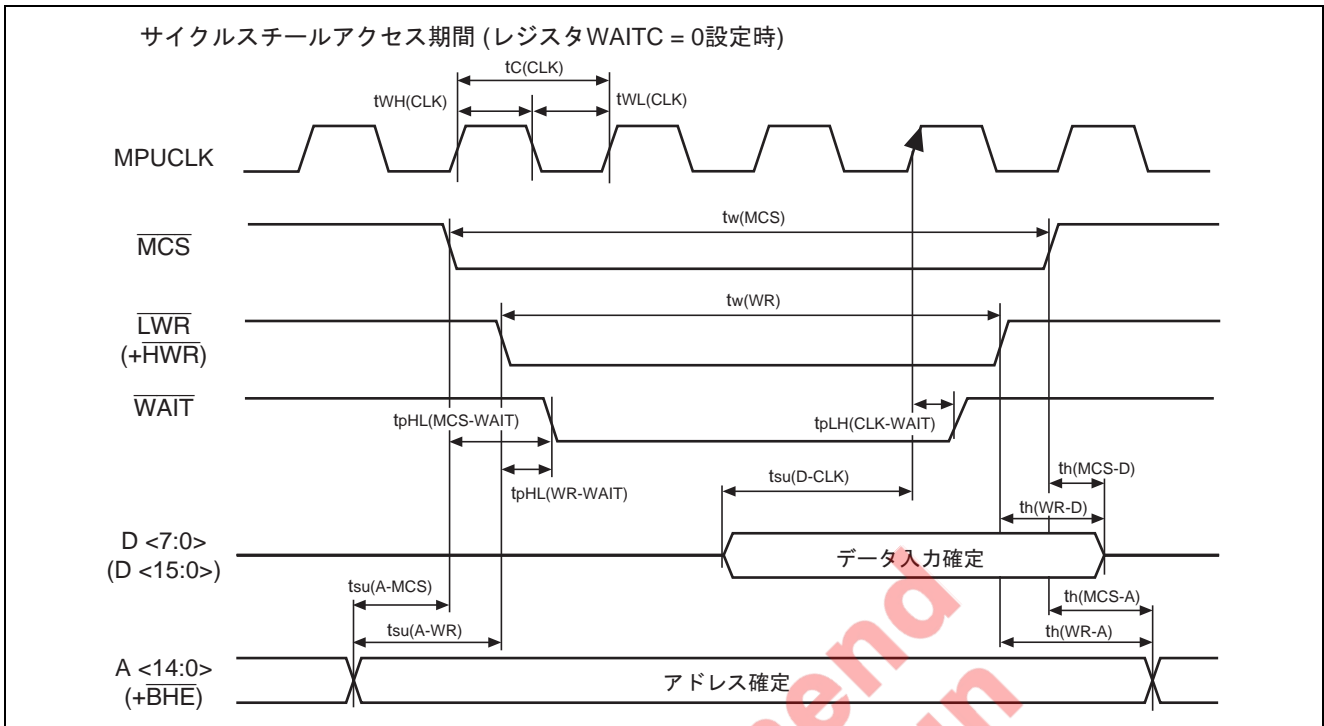 サイクルスチールアクセス期間 (レジスタWAITC = 0設定時)
tC(CLK)
tWH(CLK)
tWL(CLK)
MPUCLK
tw(MCS)
MCS
tw(WR)
LWR
(+HWR)
WAIT
tpHL(MCS-WAIT)
tpLH(CLK-WAIT)
tpHL(WR-WAIT)
tsu(D-CLK)
th(MCS-D)
th(WR-D)
D <7:0>
(D <15:0>)
データ入力確定
tsu(A-MCS)
th(MCS-A)
tsu(A-WR)
th(WR-A)
A <14:0>
(+BHE)
アドレス確定